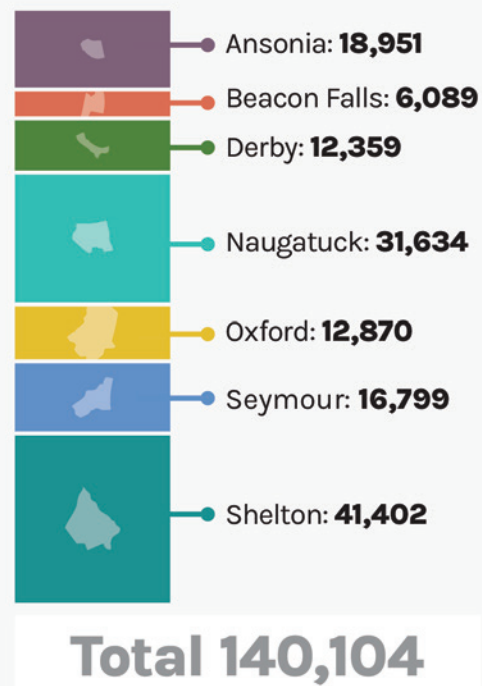 Ansonia: 18,951
Beacon Falls: 6,089
Derby: 12,359
Naugatuck: 31,634
Oxford: 12,870
Seymour: 16,799
Shelton: 41,402
Total 140,104